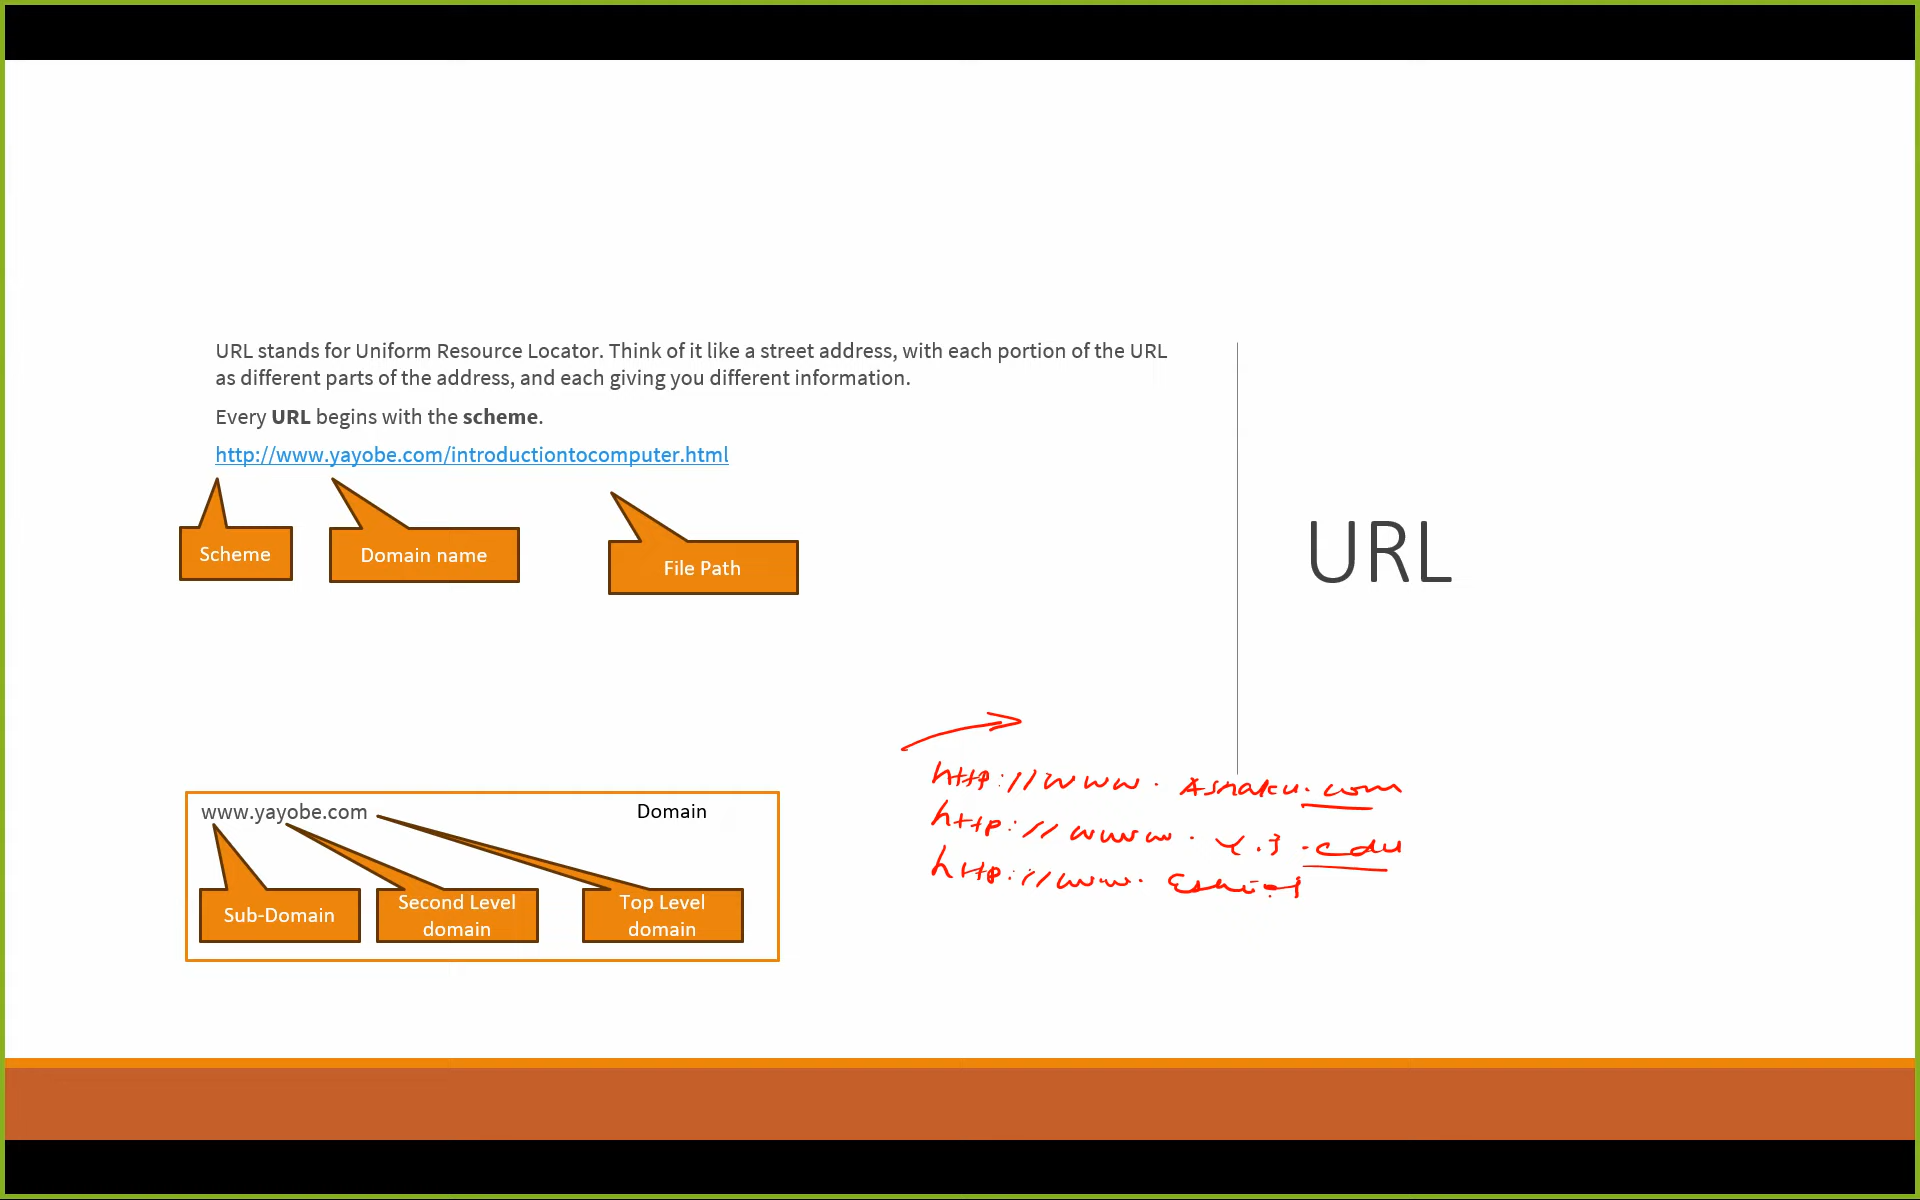 URL stands for Uniform Resource Locator. Think of it like a street address, with each portion of the URL
as different parts of the address, and each giving you different information.
Every URL begins with the scheme.
http://www.yayobe.com/introductiontocomputer.html
Scheme
Domain name
File Path
URL
www.yayobe.com
Domain
Sub-Domain
Second Level
domain
Top Level
domain
http://www.
http://www. .edu
http://www.